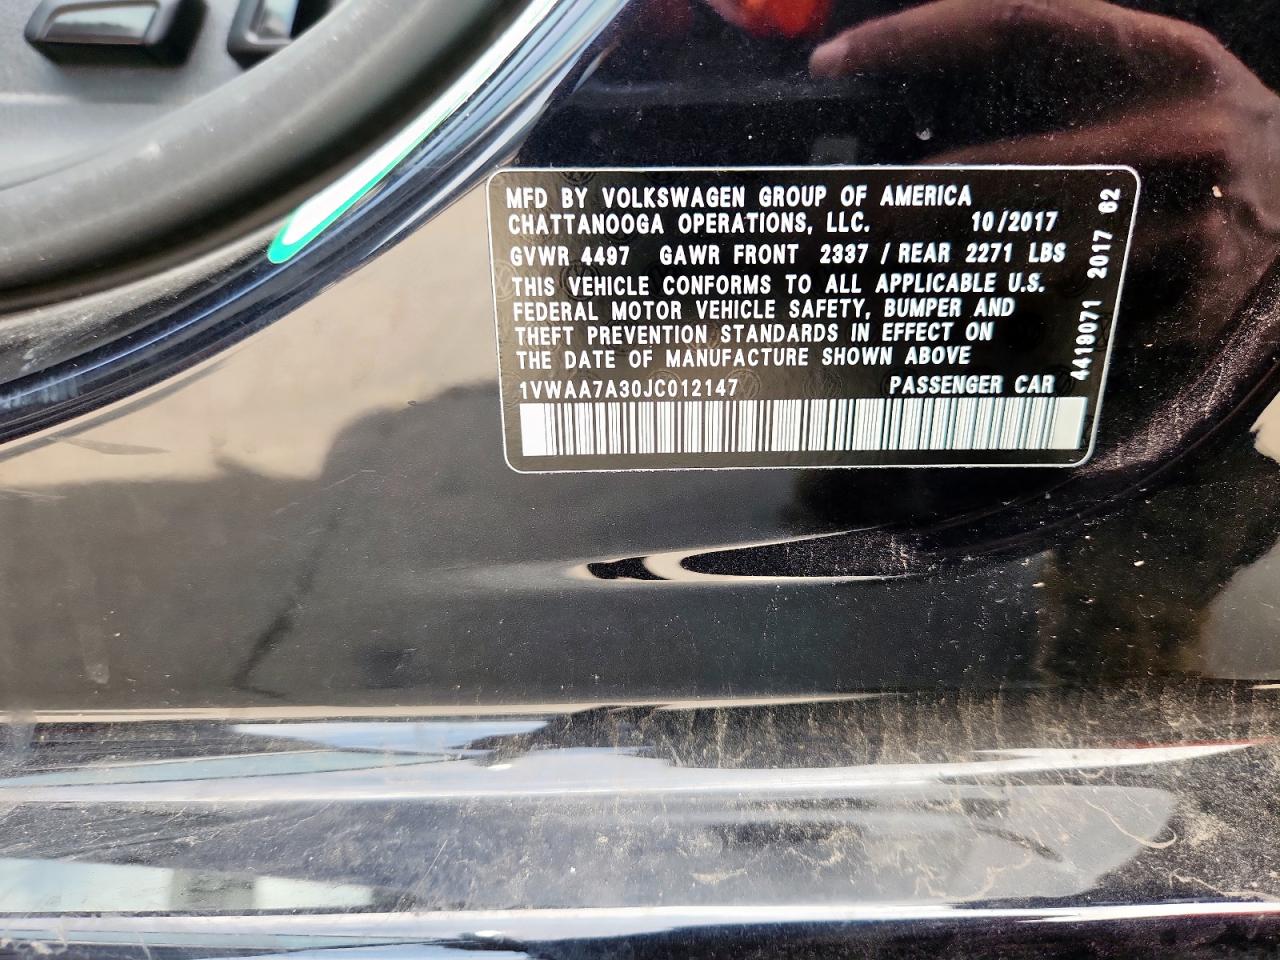 MFD BY VOLKSWAGEN GROUP OF AMERICA
CHATTANOOGA OPERATIONS, LLC. 10/2017
GVWR 4497 GAWR FRONT 2337 / REAR 2271 LBS
THIS VEHICLE CONFORMS TO ALL APPLICABLE U.S.
FEDERAL MOTOR VEHICLE SAFETY, BUMPER AND
THEFT PREVENTION STANDARDS IN EFFECT ON
THE DATE OF MANUFACTURE SHOWN ABOVE
1VWAA7A30JC012147 PASSENGER CAR
4419071 2017 62